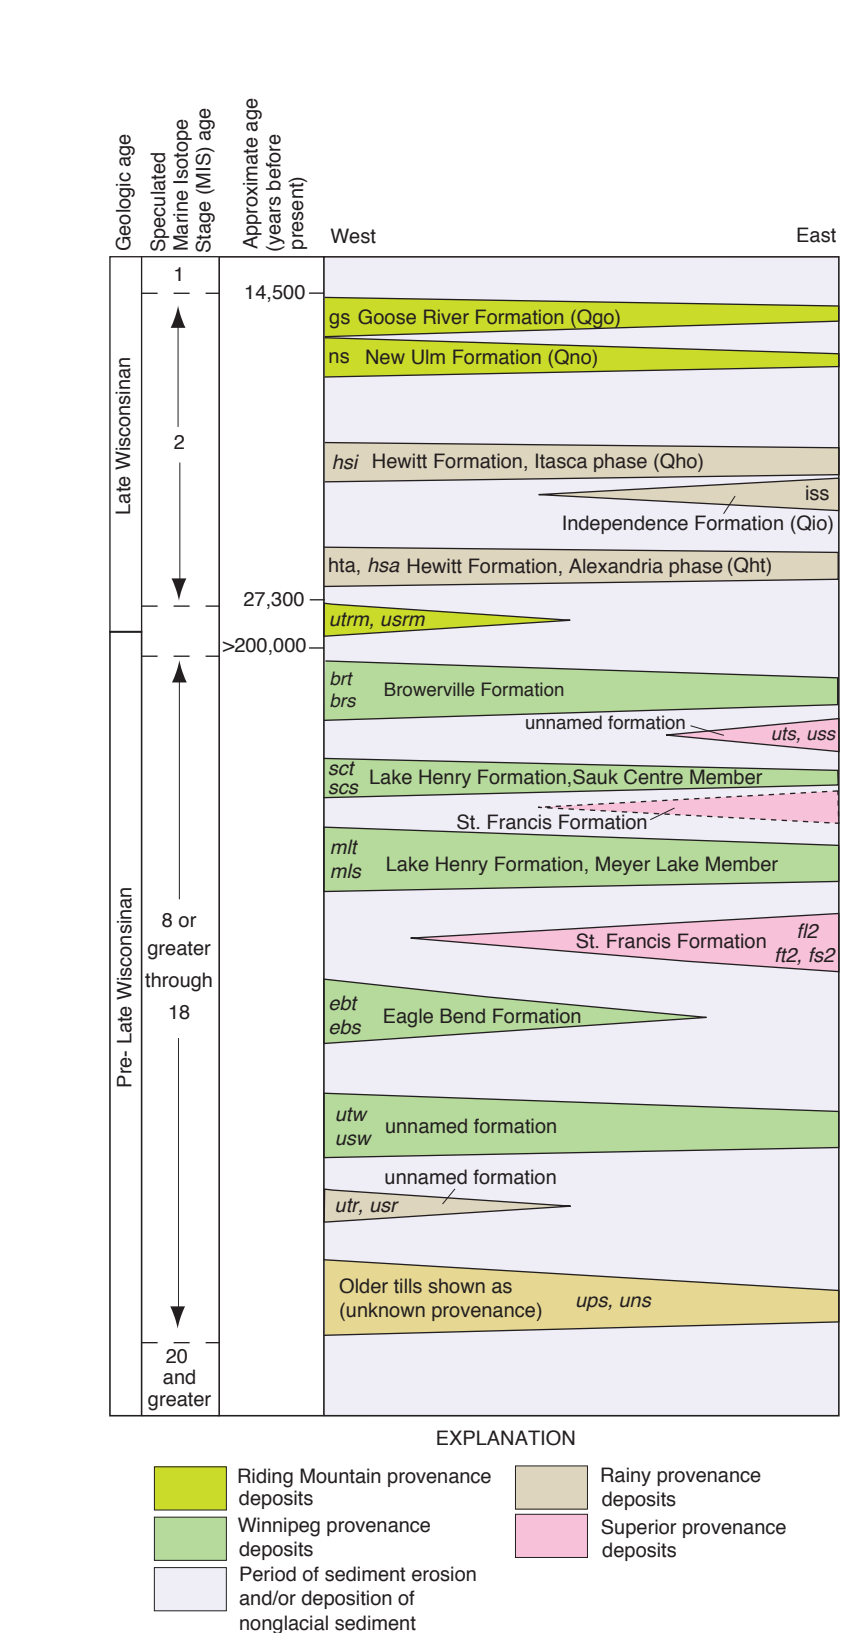 Geologic age
Speculated
Marine Isotope
Stage (MIS) age
Approximate age
(years before
present)
West
East
1
14,500
gs Goose River Formation (Qgo)
ns New Ulm Formation (Qno)
Late Wisconsinan
2
hsi Hewitt Formation, Itasca phase (Qho)
iss
Independence Formation (Qio)
hta, hsa Hewitt Formation, Alexandria phase (Qht)
27,300
utrm, usrm
>200,000
brt
brs
Browerville Formation
unnamed formation
uts, uss
sct
scs
Lake Henry Formation,Sauk Centre Member
St. Francis Formation
mlt
mls
Lake Henry Formation, Meyer Lake Member
Pre- Late Wisconsinan
8 or
greater
through
18
St. Francis Formation
fl2
ft2, fs2
ebt
ebs
Eagle Bend Formation
utw
usw
unnamed formation
unnamed formation
utr, usr
Older tills shown as
(unknown provenance)
ups, uns
20
and
greater
EXPLANATION
Riding Mountain provenance
deposits
Winnipeg provenance
deposits
Period of sediment erosion
and/or deposition of
nonglacial sediment
Rainy provenance
deposits
Superior provenance
deposits